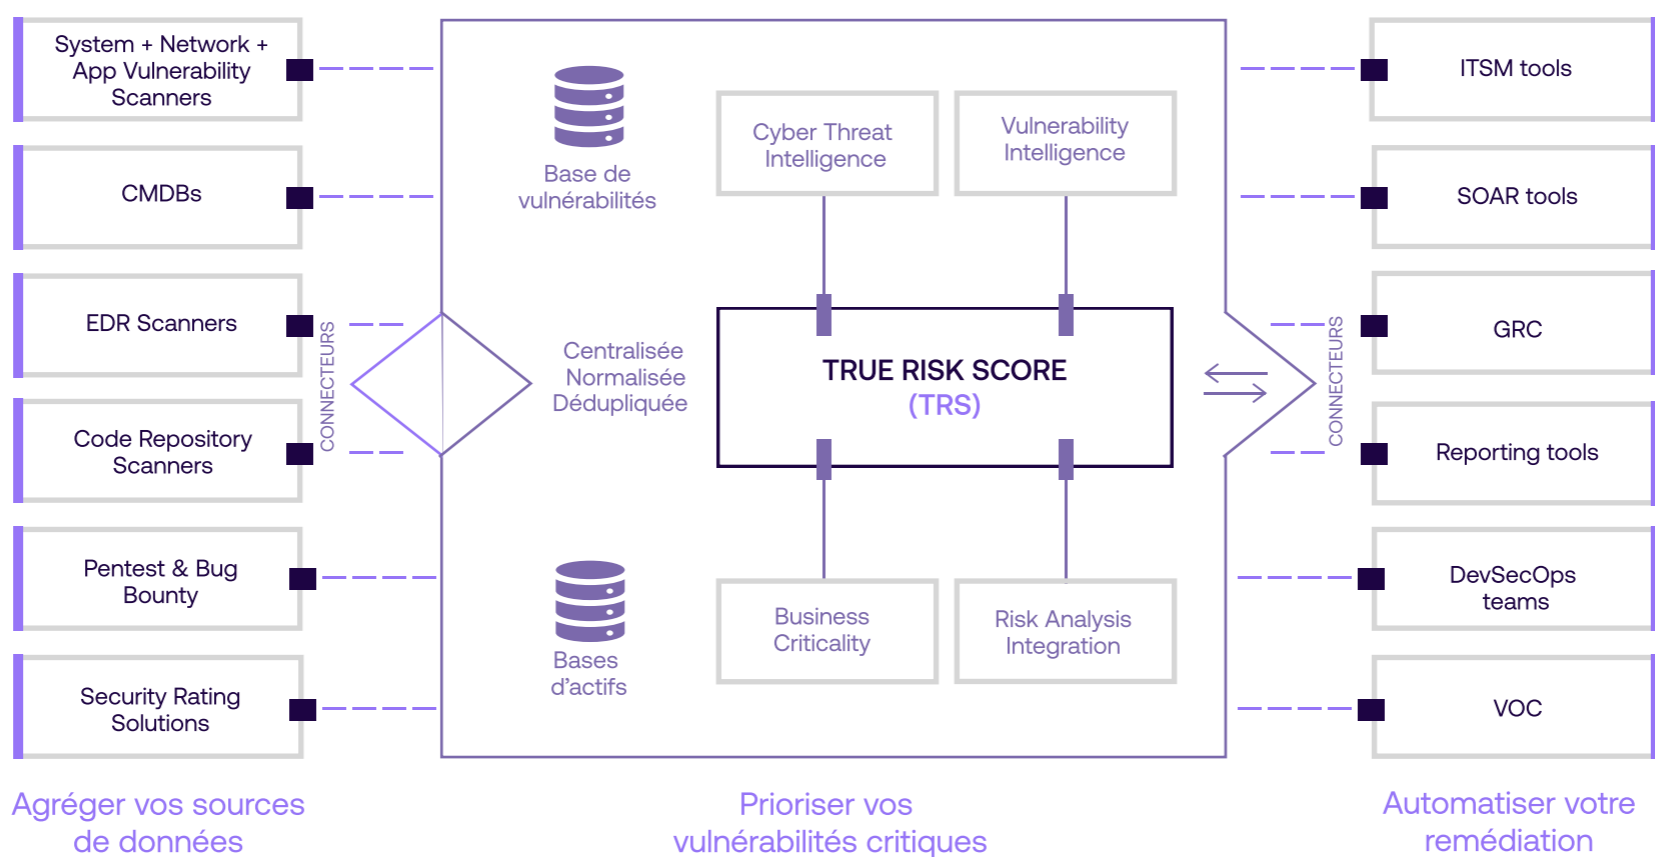 System + Network +
App Vulnerability
Scanners
CMDBs
EDR Scanners
Code Repository
Scanners
Pentest & Bug
Bounty
Security Rating
Solutions
CONNECTEURS
Agréger vos sources
de données
Base de
vulnérabilités
Centralisée
Normalisée
Dédupliquée
Bases
d’actifs
Cyber Threat
Intelligence
Vulnerability
Intelligence
TRUE RISK SCORE
(TRS)
Business
Criticality
Risk Analysis
Integration
Prioriser vos
vulnérabilités critiques
CONNECTEURS
ITSM tools
SOAR tools
GRC
Reporting tools
DevSecOps
teams
VOC
Automatiser votre
remédiation